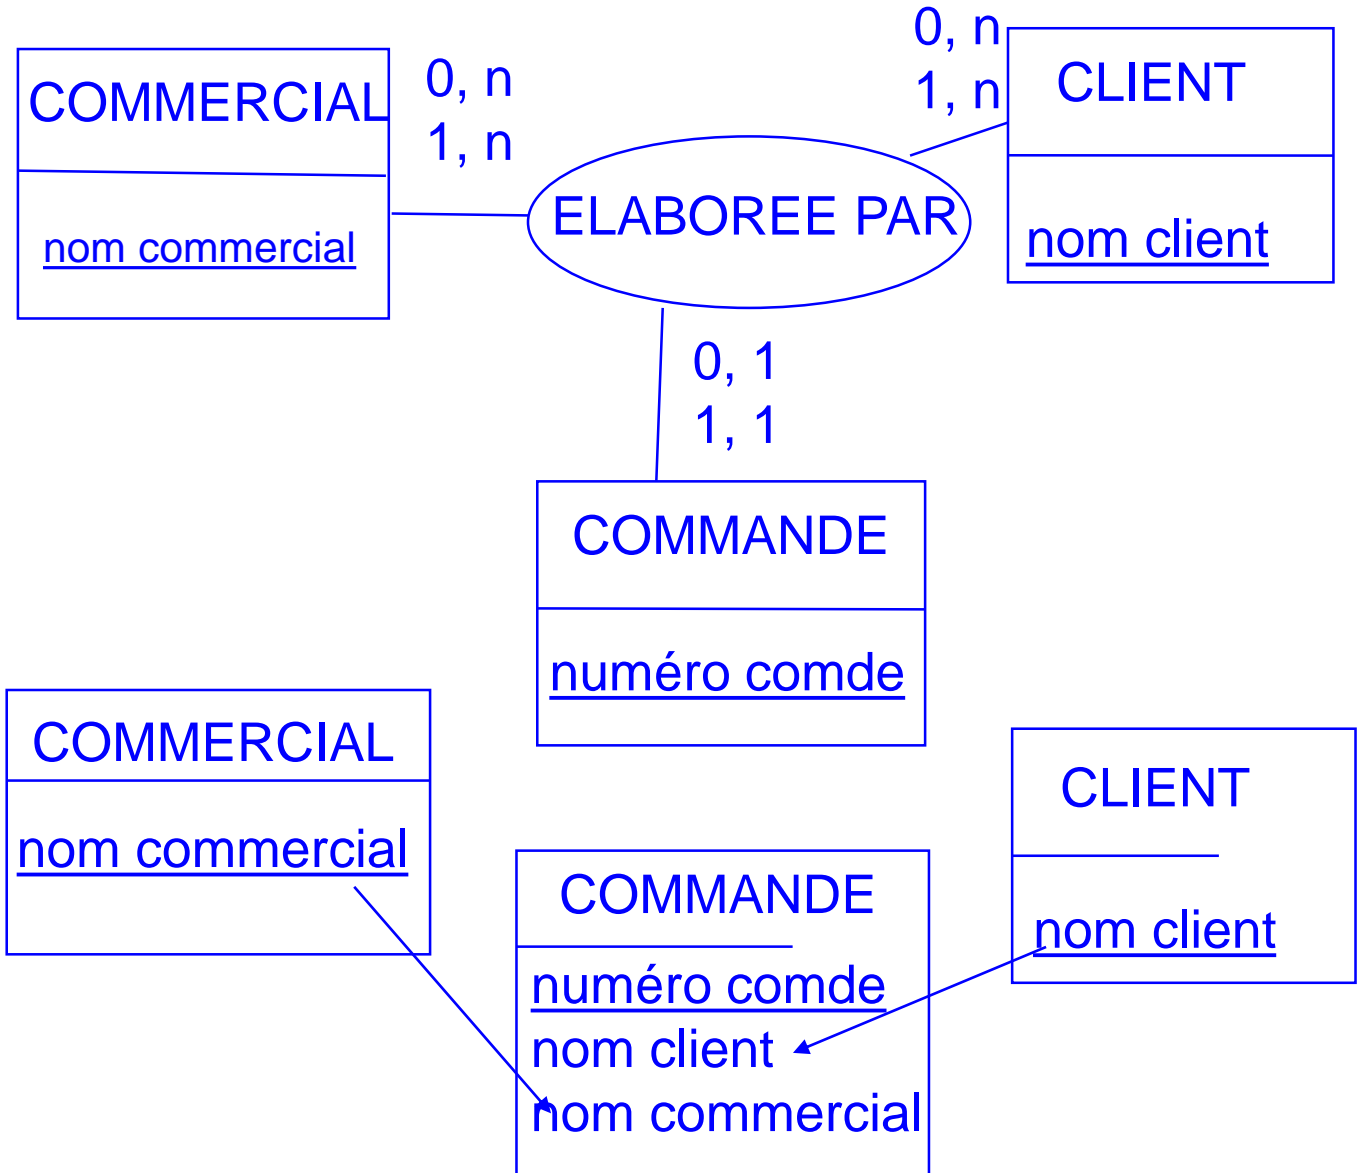 COMMERCIAL
nom commercial
0, n
1, n
ELABOREE PAR
0, n
1, n
CLIENT
nom client
0, 1
1, 1
COMMANDE
numéro comde
COMMERCIAL
nom commercial
COMMANDE
numéro comde
nom client
nom commercial
CLIENT
nom client